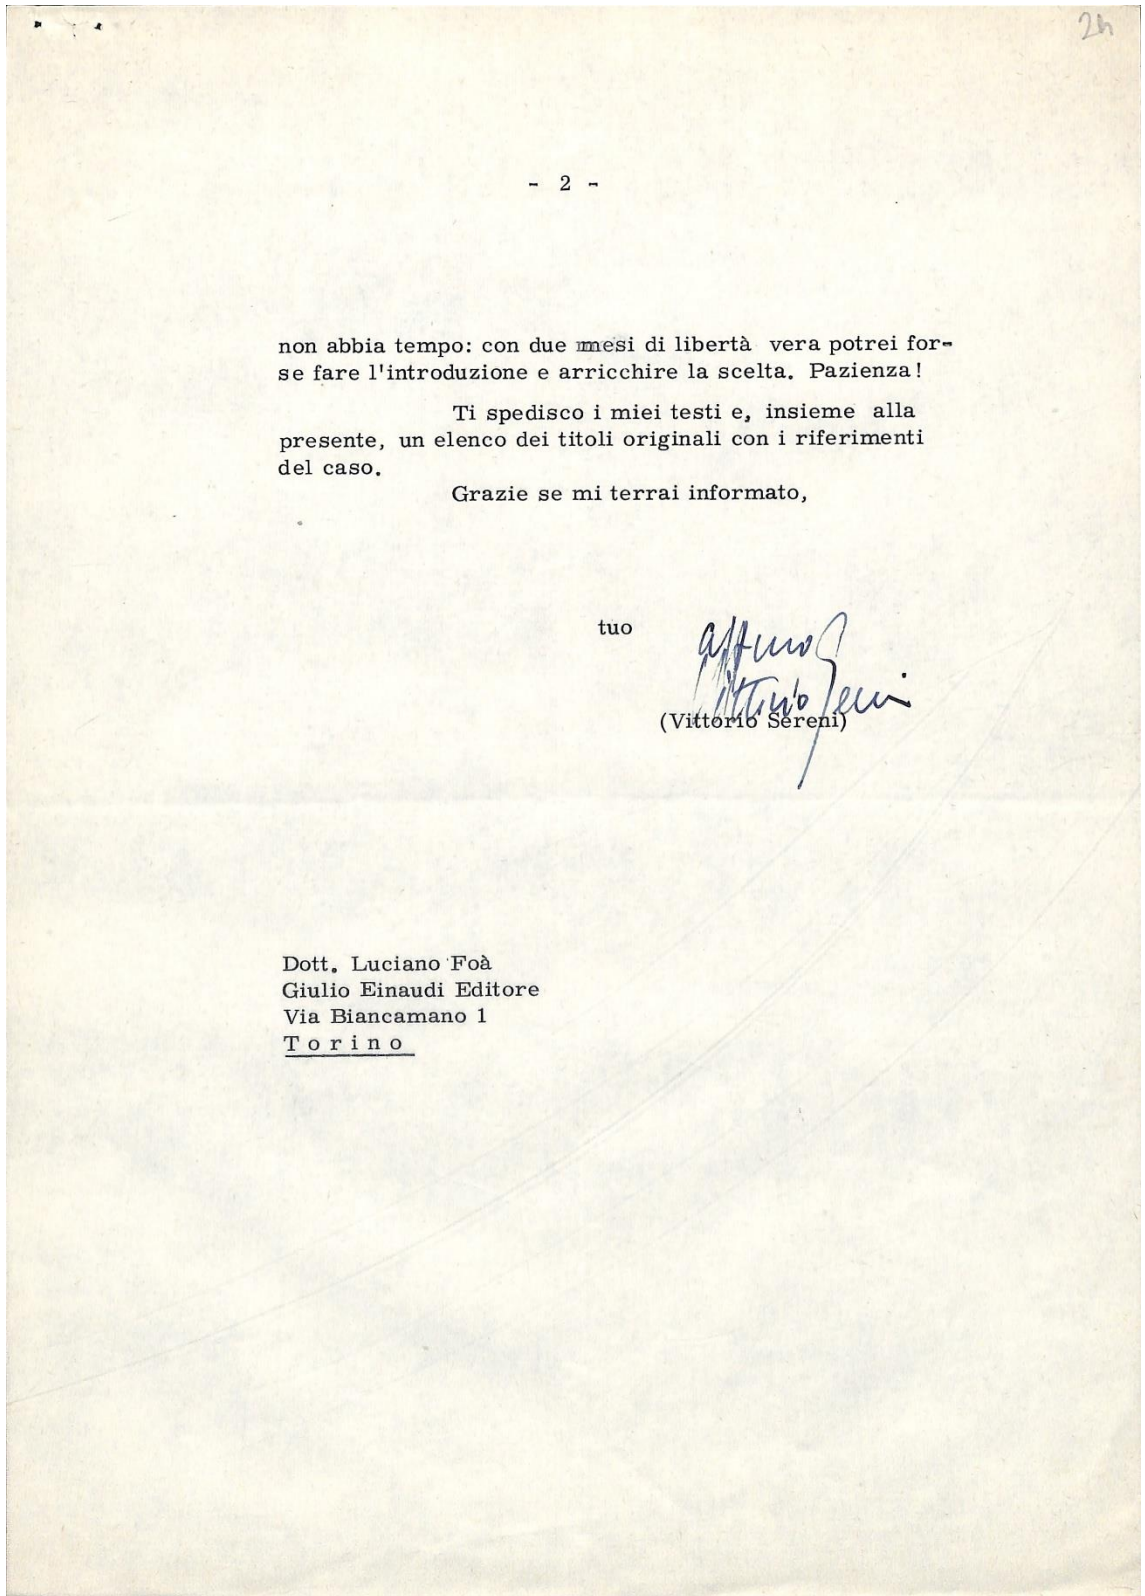 - 2 -
non abbia tempo: con due mesi di libertà vera potrei for-
se fare l'introduzione e arricchire la scelta. Pazienza!
Ti spedisco i miei testi e, insieme alla
presente, un elenco dei titoli originali con i riferimenti
del caso.
Grazie se mi terrai informato,
tuo
Vittorio Sereni
(Vittorio Sereni)
Dott. Luciano Foà
Giulio Einaudi Editore
Via Biancamano 1
Torino